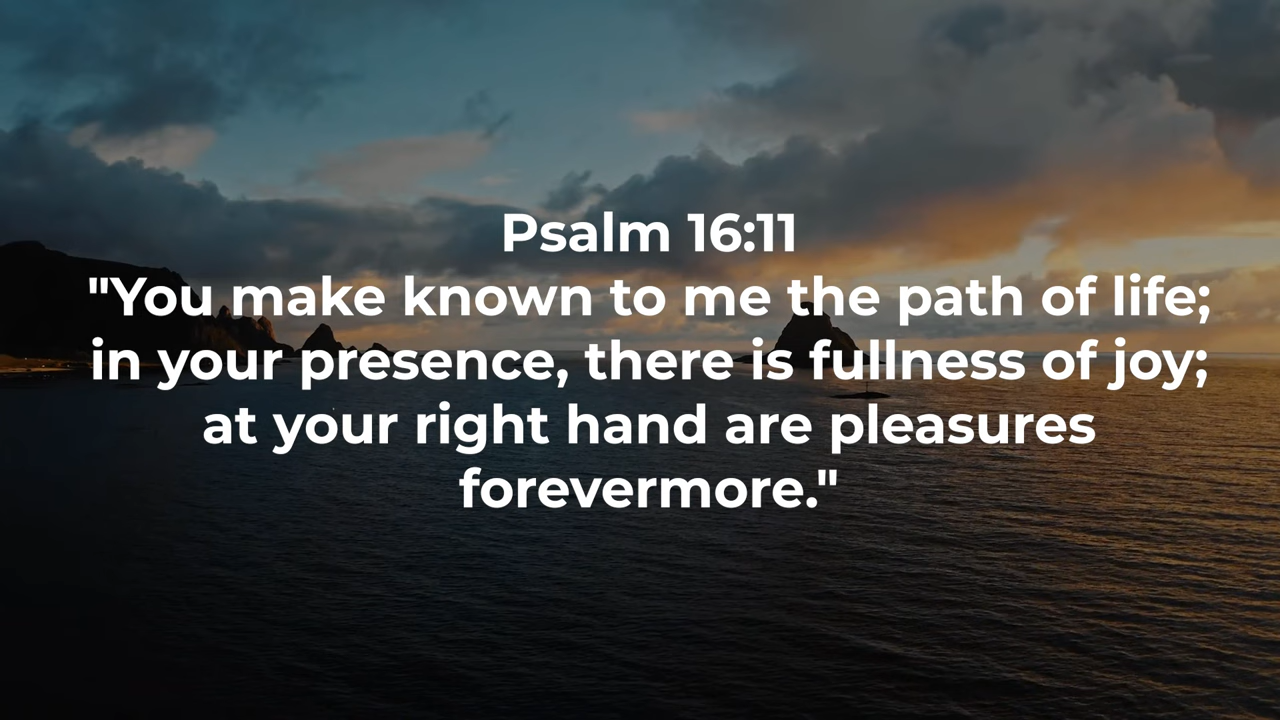 Psalm 16:11
"You make known to me the path of life;
in your presence, there is fullness of joy;
at your right hand are pleasures
forevermore."